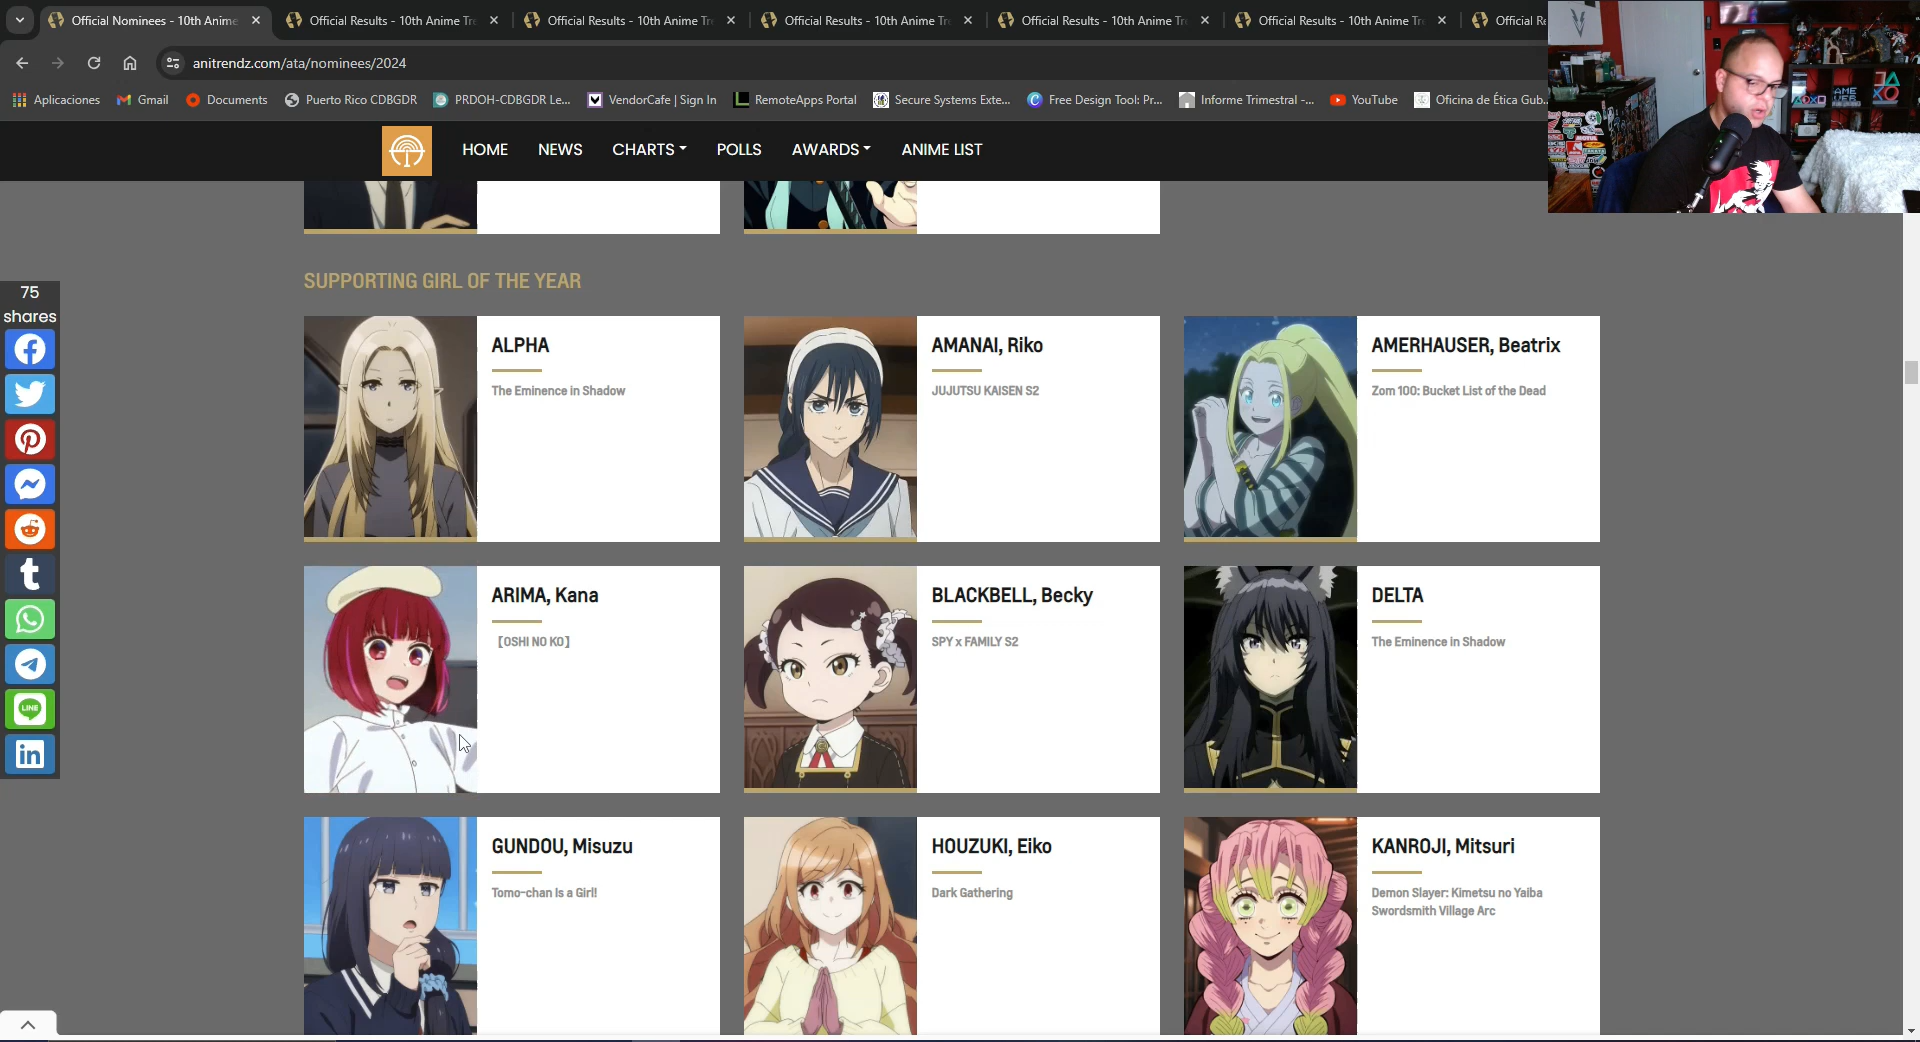 Official Nominees - 10th Anime
Official Results - 10th Anime Tr
Official Results - 10th Anime Tr
Official Results - 10th Anime Tr
Official Results - 10th Anime Tr
Official Results - 10th Anime Tr
Official Re
anitrendz.com/ata/nominees/2024
Aplicaciones
Gmail
Documents
Puerto Rico CDBGDR
PRDOH-CDBGDR Le...
VendorCafe | Sign In
RemoteApps Portal
Secure Systems Exte...
Free Design Tool: Pr...
Informe Trimestral -...
YouTube
Oficina de Ética Gub...
HOME
NEWS
CHARTS
POLLS
AWARDS
ANIME LIST
SUPPORTING GIRL OF THE YEAR
75
shares
LINE
ALPHA
The Eminence in Shadow
AMANAI, Riko
JUJUTSU KAISEN S2
AMERHAUSER, Beatrix
Zom 100: Bucket List of the Dead
ARIMA, Kana
[OSHI NO KO]
BLACKBELL, Becky
SPY x FAMILY S2
DELTA
The Eminence in Shadow
GUNDOU, Misuzu
Tomo-chan Is a Girl!
HOUZUKI, Eiko
Dark Gathering
KANROJI, Mitsuri
Demon Slayer: Kimetsu no Yaiba
Swordsmith Village Arc